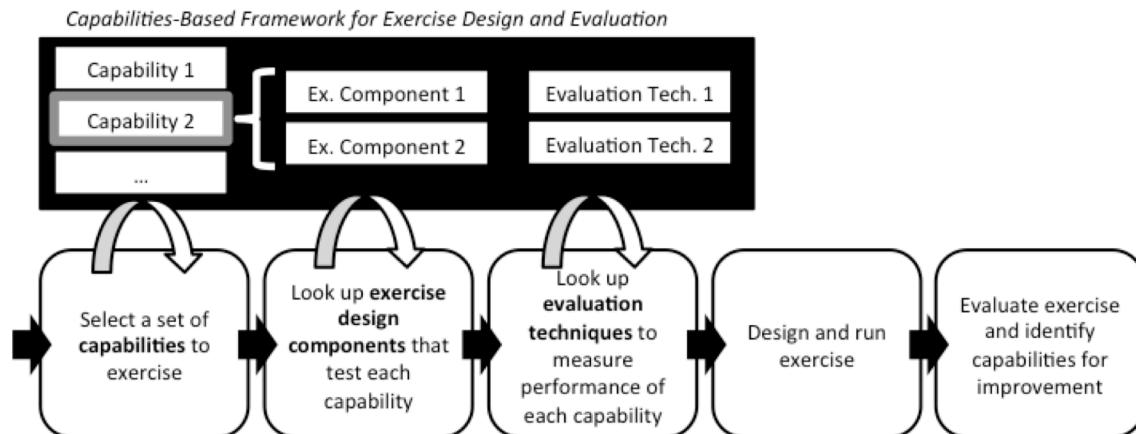 Capabilities-Based Framework for Exercise Design and Evaluation
Capability 1
Capability 2
...
Ex. Component 1
Ex. Component 2
Evaluation Tech. 1
Evaluation Tech. 2
Select a set of
capabilities to
exercise
Look up exercise
design
components that
test each
capability
Look up
evaluation
techniques to
measure
performance of
each capability
Design and run
exercise
Evaluate exercise
and identify
capabilities for
improvement